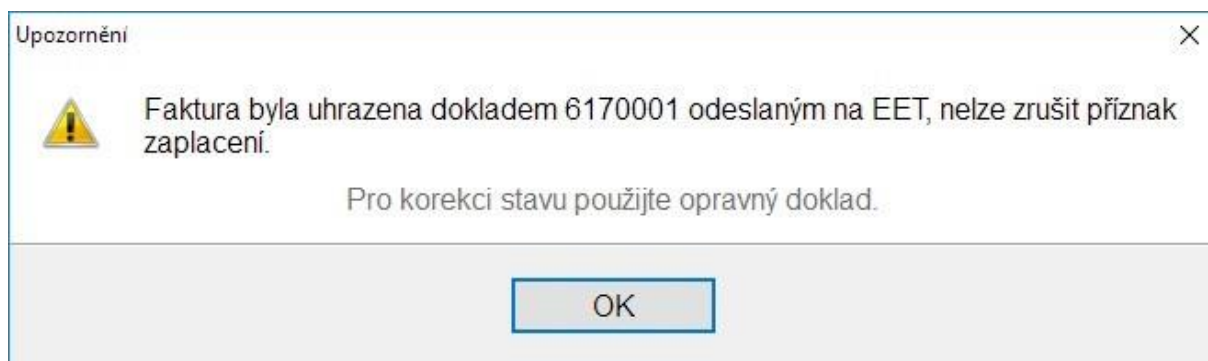 Upozornění
Faktura byla uhrazena dokladem 6170001 odeslaným na EET, nelze zrušit příznak
zaplacení.
Pro korekci stavu použijte opravný doklad.
OK